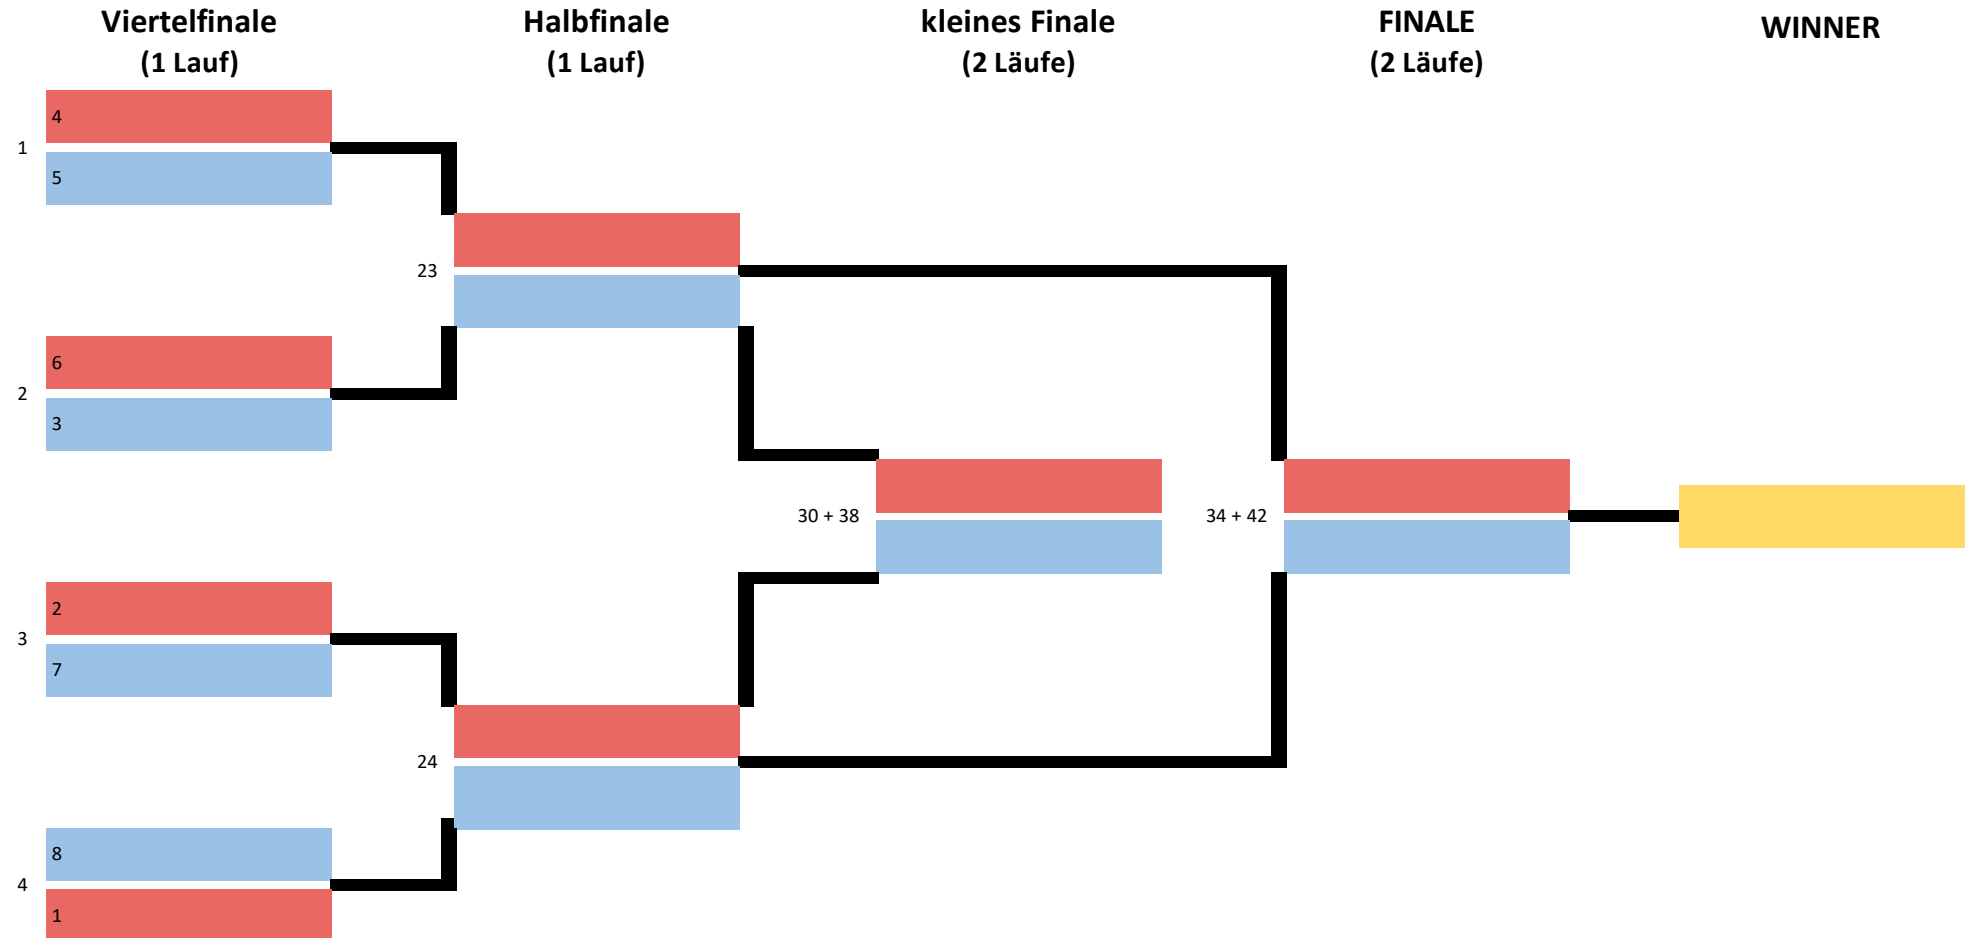 Viertelfinale
(1 Lauf)
Halbfinale
(1 Lauf)
kleines Finale
(2 Läufe)
FINALE
(2 Läufe)
WINNER
4
1
5
23
6
2
3
30 + 38
34 + 42
2
3
7
24
8
4
1